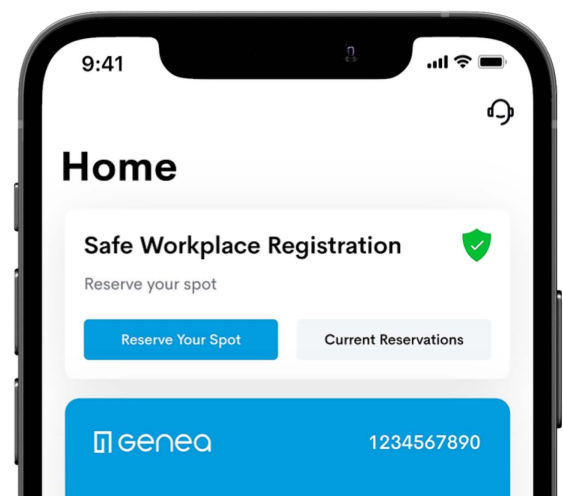 9:41
Home
Safe Workplace Registration
Reserve your spot
Reserve Your Spot
Current Reservations
genea
1234567890